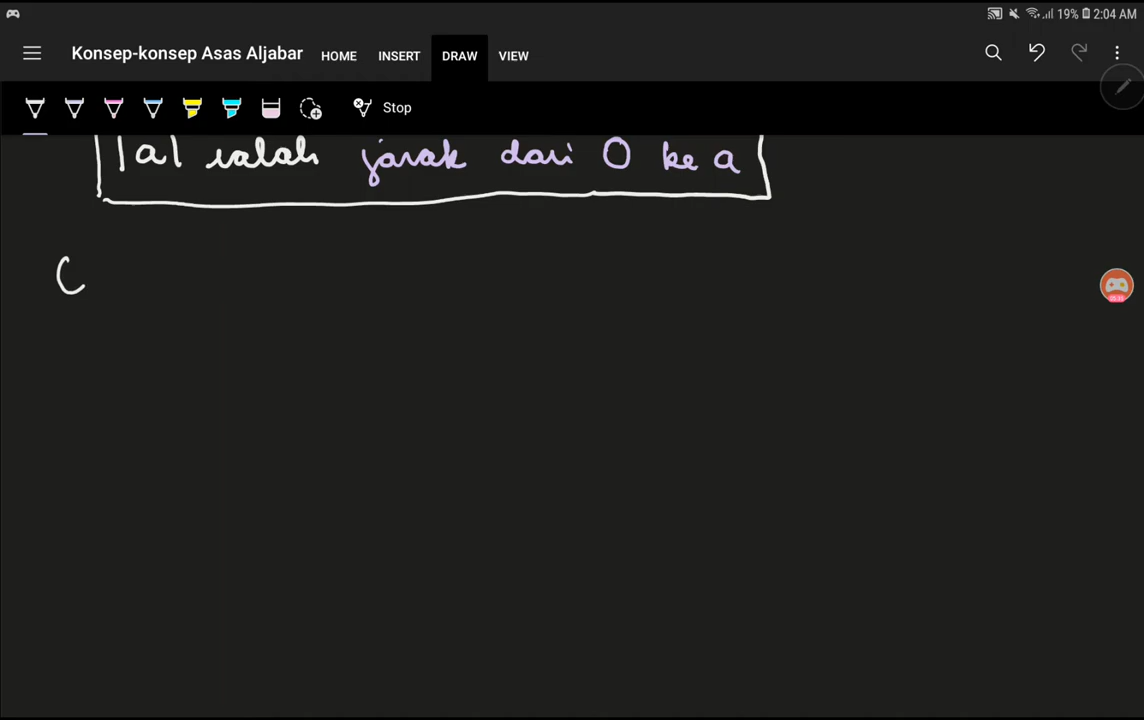 19% 2:04 AM
Konsep-konsep Asas Aljabar HOME INSERT DRAW VIEW
Stop
|a| ialah jarak dari 0 ke a
C